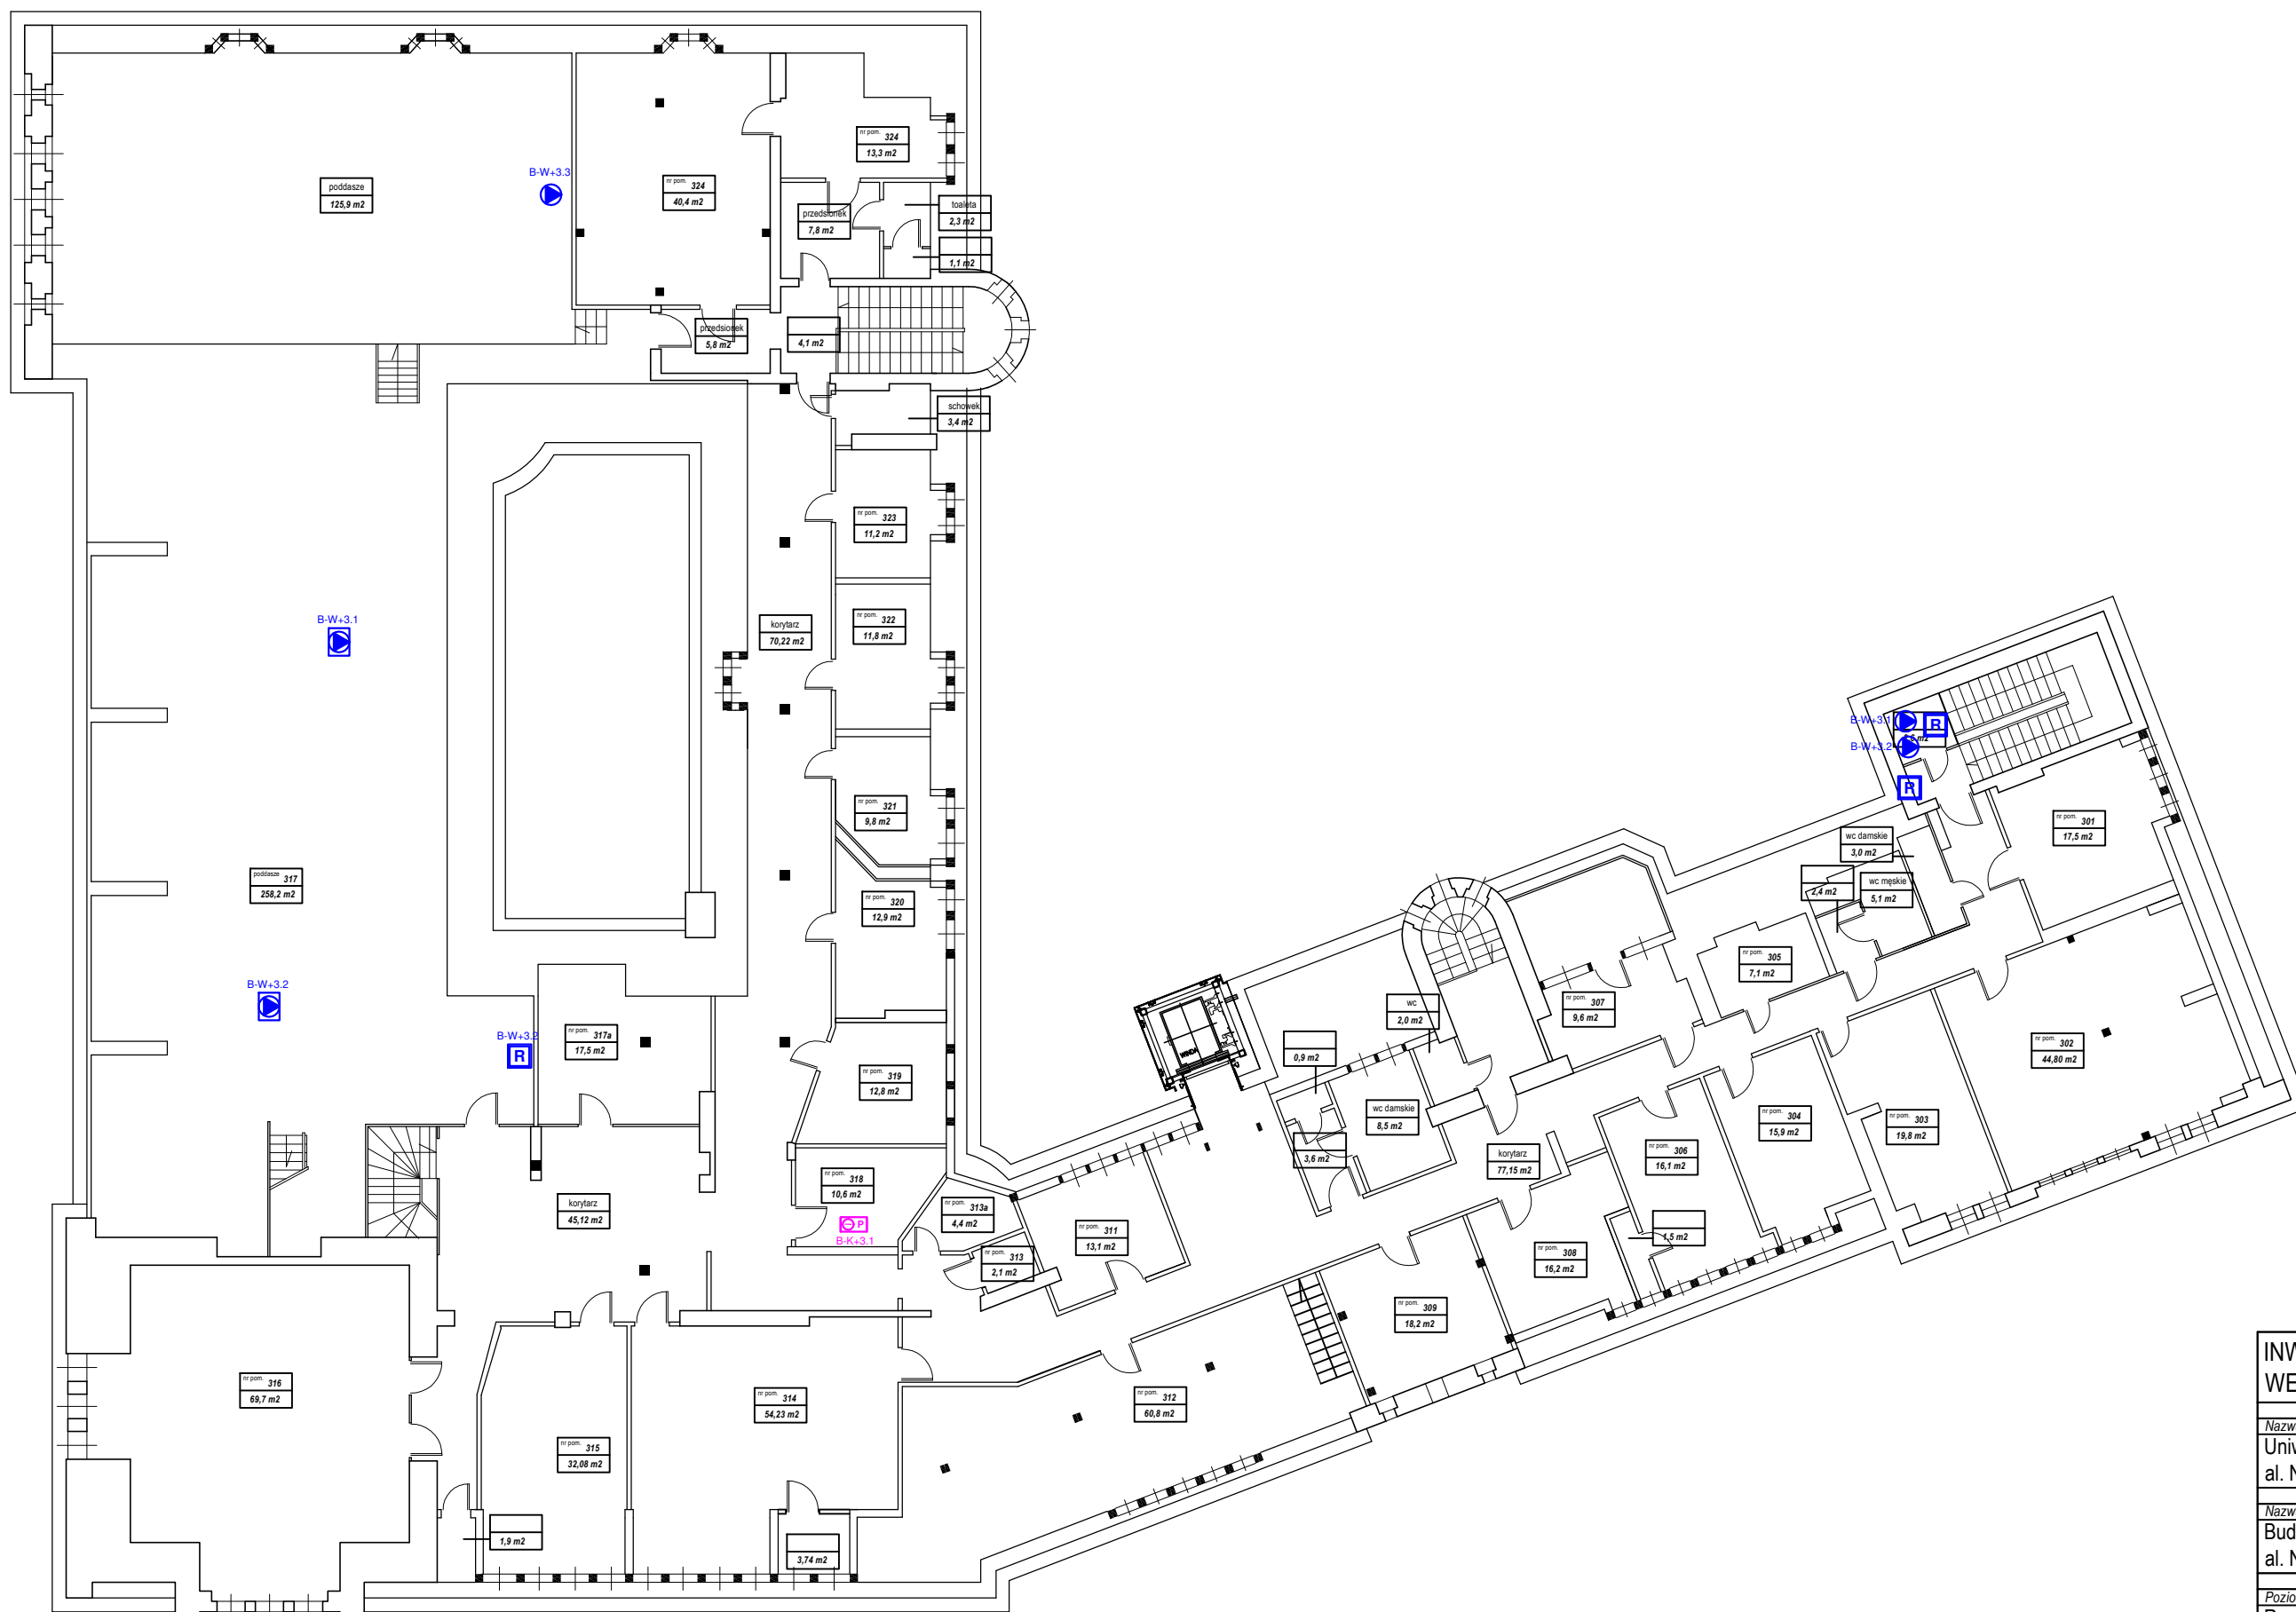 nr pom. 324
13,3 m2
B-W+3.3
poddasze
125,9 m2
nr pom. 324
40,4 m2
toaleta
2,3 m2
przedsionek
7,8 m2
1,1 m2
przedsionek
5,8 m2
4,1 m2
schowek
3,4 m2
nr pom. 323
11,2 m2
B-W+3.1
korytarz
70,22 m2
nr pom. 322
11,8 m2
B-W+3.1
R
B-W+3.2
R
nr pom. 321
9,8 m2
nr pom. 301
17,5 m2
wc damskie
3,0 m2
2,4 m2
wc męskie
5,1 m2
poddasze 317
258,2 m2
nr pom. 320
12,9 m2
nr pom. 305
7,1 m2
B-W+3.2
wc
2,0 m2
nr pom. 307
9,6 m2
B-W+3.2
R
nr pom. 317a
17,5 m2
WINDA
0,9 m2
nr pom. 302
44,80 m2
nr pom. 319
12,8 m2
wc damskie
8,5 m2
nr pom. 304
15,9 m2
nr pom. 303
19,8 m2
3,6 m2
korytarz
77,15 m2
nr pom. 306
16,1 m2
nr pom. 318
10,6 m2
korytarz
45,12 m2
nr pom. 313a
4,4 m2
P
B-K+3.1
nr pom. 311
13,1 m2
1,5 m2
nr pom. 313
2,1 m2
nr pom. 308
16,2 m2
nr pom. 309
18,2 m2
nr pom. 316
69,7 m2
nr pom. 314
54,23 m2
nr pom. 312
60,8 m2
nr pom. 315
32,08 m2
1,9 m2
3,74 m2
INW
WE
Nazw
Uniw
al. N
Nazw
Bud
al. N
Pozio